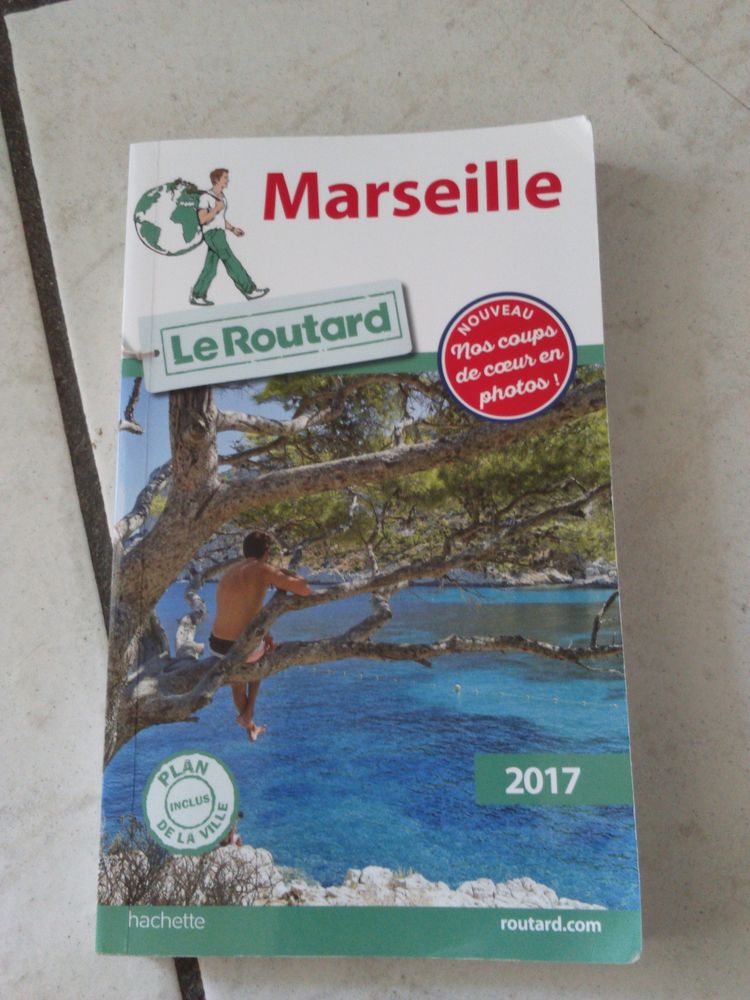 Marseille
Le Routard
NOUVEAU
Nos coups
de cœur en
photos !
2017
PLAN
INCLUS
DE LA VILLE
hachette
routard.com